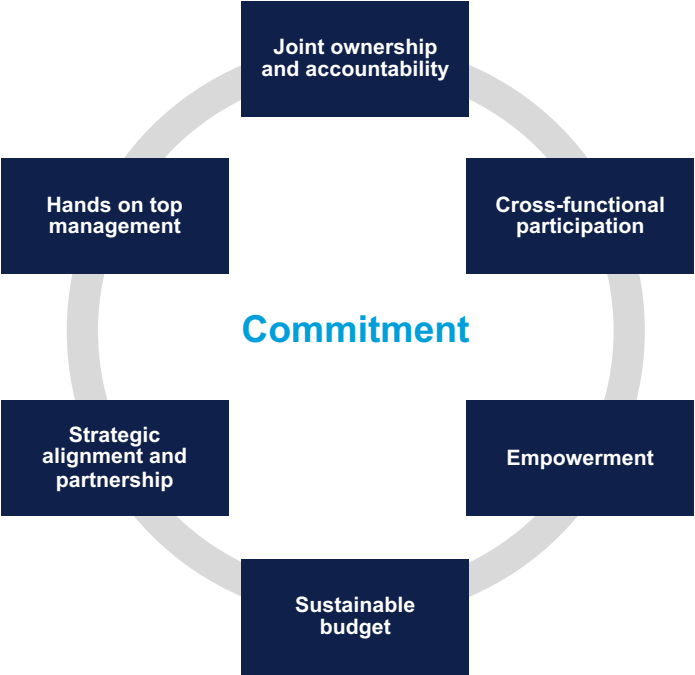 Joint ownership
and accountability
Hands on top
management
Cross-functional
participation
Commitment
Strategic
alignment and
partnership
Empowerment
Sustainable
budget